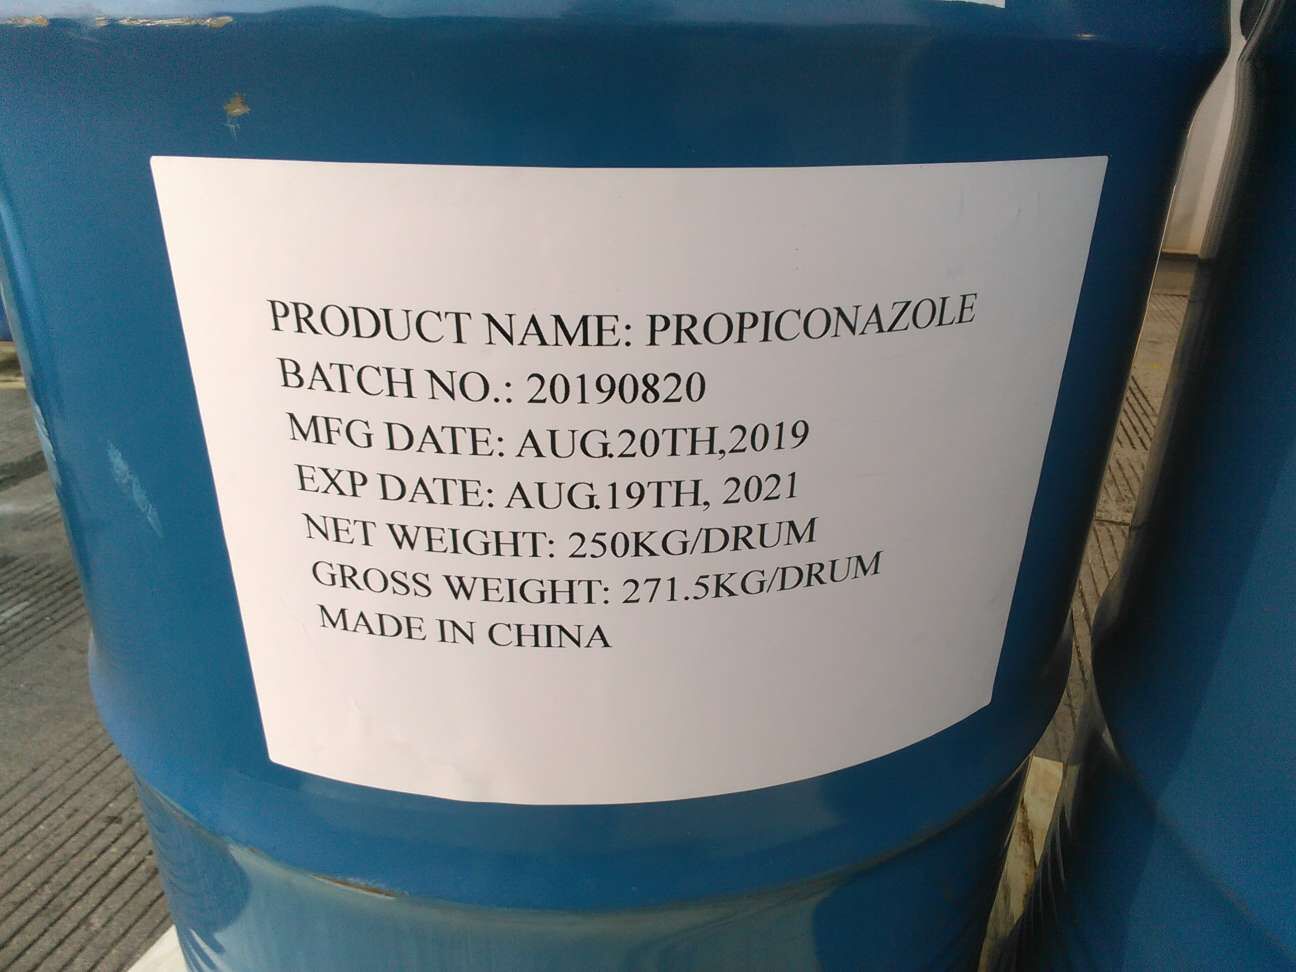 PRODUCT NAME: PROPICONAZOLE
BATCH NO.: 20190820
MFG DATE: AUG.20TH,2019
EXP DATE: AUG.19TH, 2021
NET WEIGHT: 250KG/DRUM
GROSS WEIGHT: 271.5KG/DRUM
MADE IN CHINA